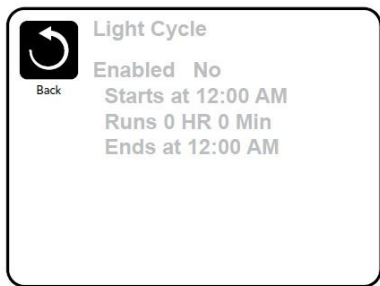 Light Cycle
Enabled No
Back
Starts at 12:00 AM
Runs 0 HR 0 Min
Ends at 12:00 AM